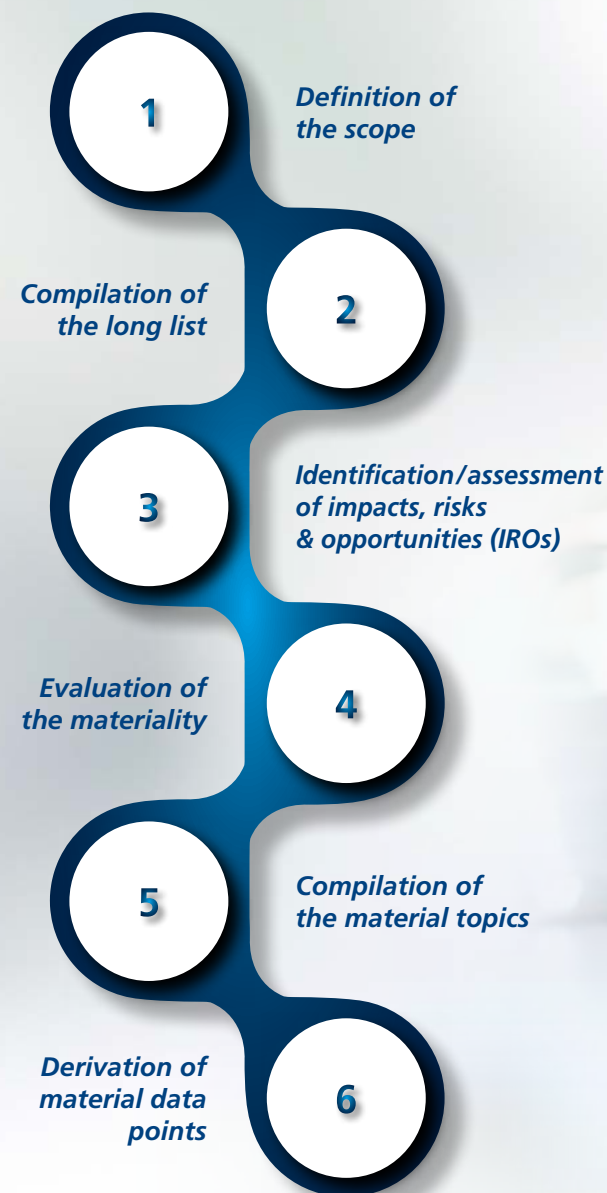 1
Definition of
the scope
Compilation of
the long list
2
3
Identification/assessment
of impacts, risks
& opportunities (IROs)
Evaluation of
the materiality
4
5
Compilation of
the material topics
Derivation of
material data
points
6